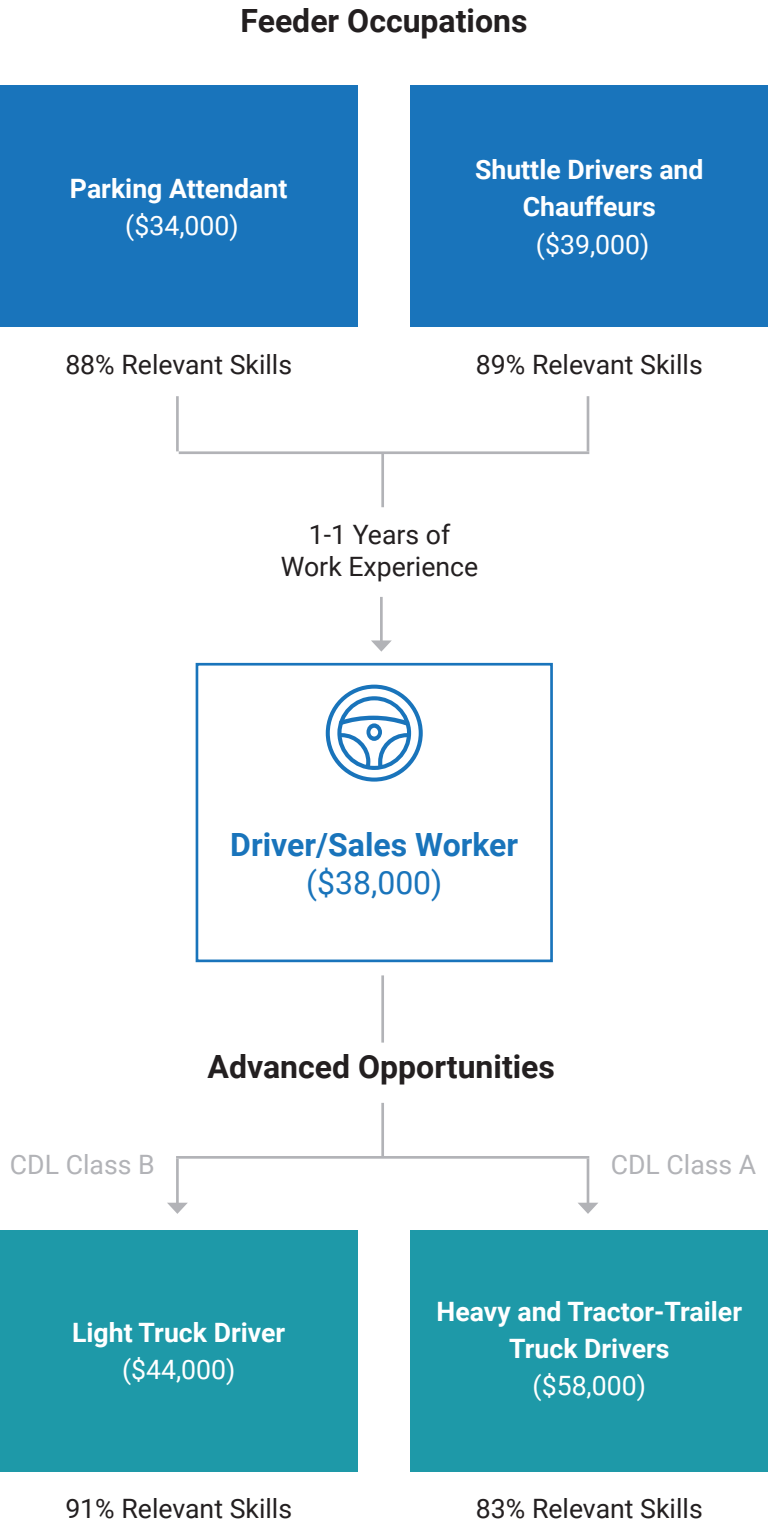 Feeder Occupations
Parking Attendant
($34,000)
Shuttle Drivers and
Chauffeurs
($39,000)
88% Relevant Skills
89% Relevant Skills
1-1 Years of
Work Experience
Driver/Sales Worker
($38,000)
Advanced Opportunities
CDL Class B
CDL Class A
Light Truck Driver
($44,000)
Heavy and Tractor-Trailer
Truck Drivers
($58,000)
91% Relevant Skills
83% Relevant Skills